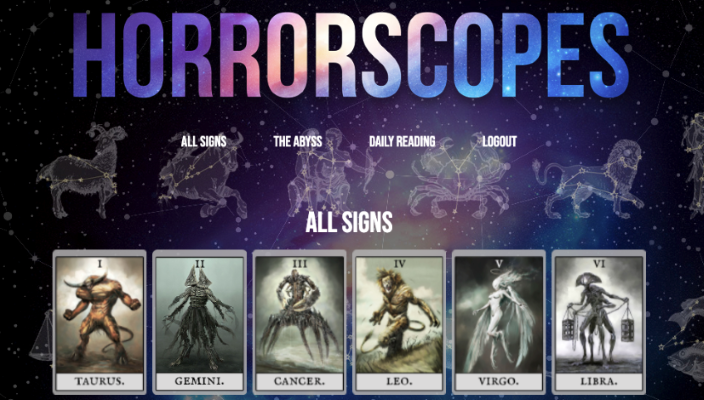 HORRORSCOPES
ALL SIGNS THE ABYSS DAILY READING LOGOUT
ALL SIGNS
I II III IV V VI
TAURUS. GEMINI. CANCER. LEO. VIRGO. LIBRA.